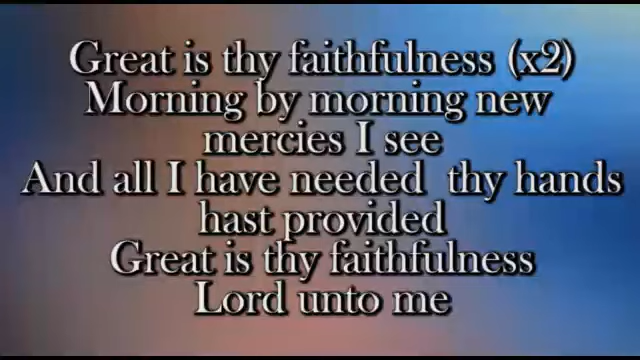 Great is thy faithfulness (x2)
Morning by morning new
mercies I see
And all I have needed thy hands
hast provided
Great is thy faithfulness
Lord unto me